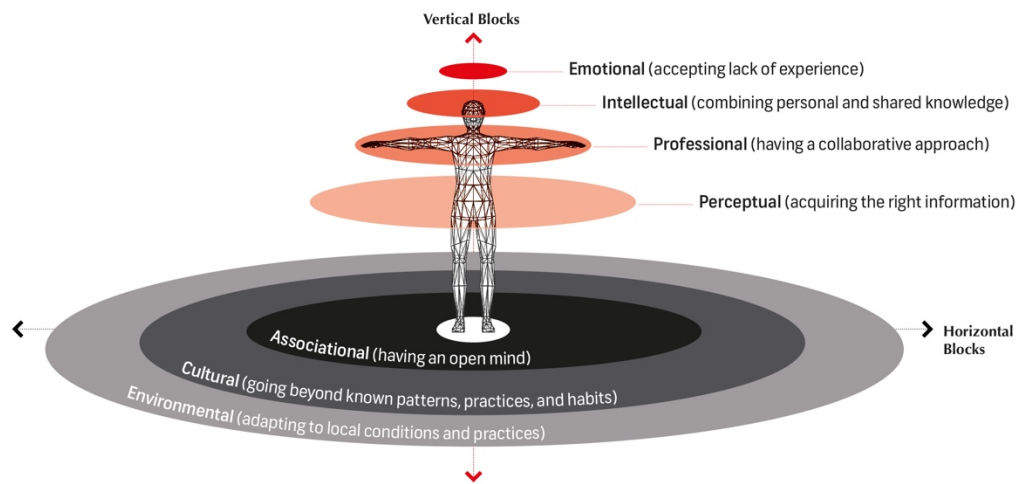 Vertical Blocks
Emotional (accepting lack of experience)
Intellectual (combining personal and shared knowledge)
Professional (having a collaborative approach)
Perceptual (acquiring the right information)
Horizontal
Blocks
Associational (having an open mind)
Cultural (going beyond known patterns, practices, and habits)
Environmental (adapting to local conditions and practices)